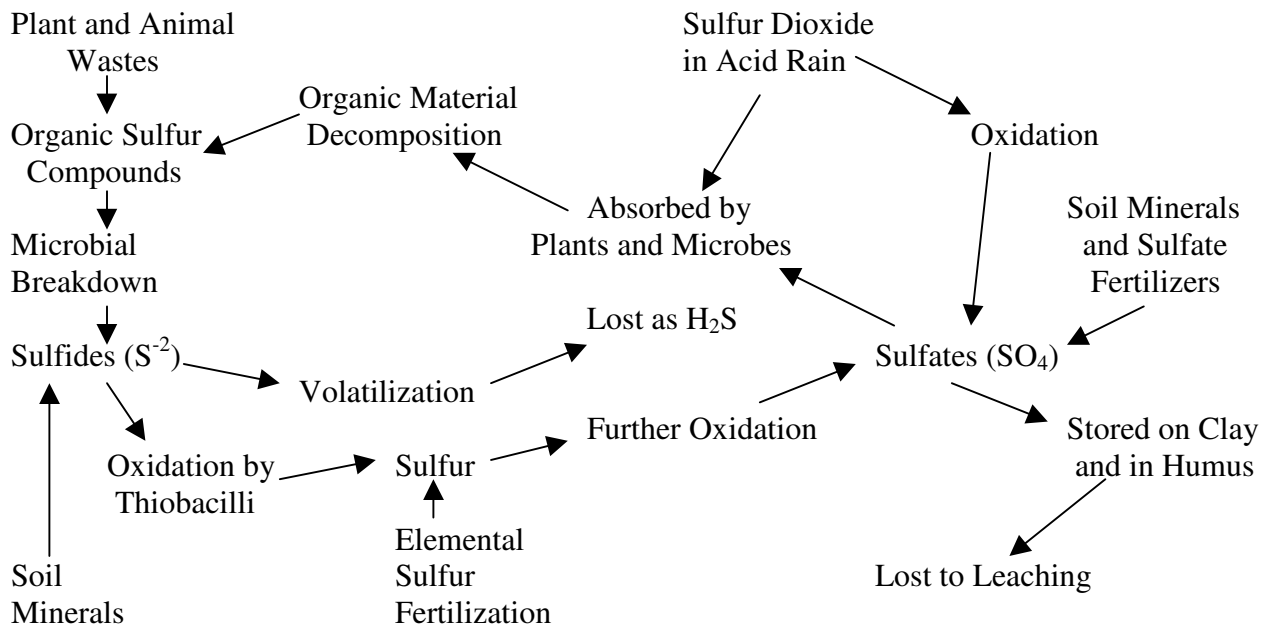 Plant and Animal
Wastes
Sulfur Dioxide
in Acid Rain
Organic Material
Decomposition
Organic Sulfur
Compounds
Oxidation
Absorbed by
Plants and Microbes
Soil Minerals
and Sulfate
Fertilizers
Microbial
Breakdown
Lost as H₂S
Sulfides (S⁻²)
Volatilization
Sulfates (SO₄)
Further Oxidation
Stored on Clay
and in Humus
Oxidation by
Thiobacilli
Sulfur
Elemental
Sulfur
Fertilization
Soil
Minerals
Lost to Leaching